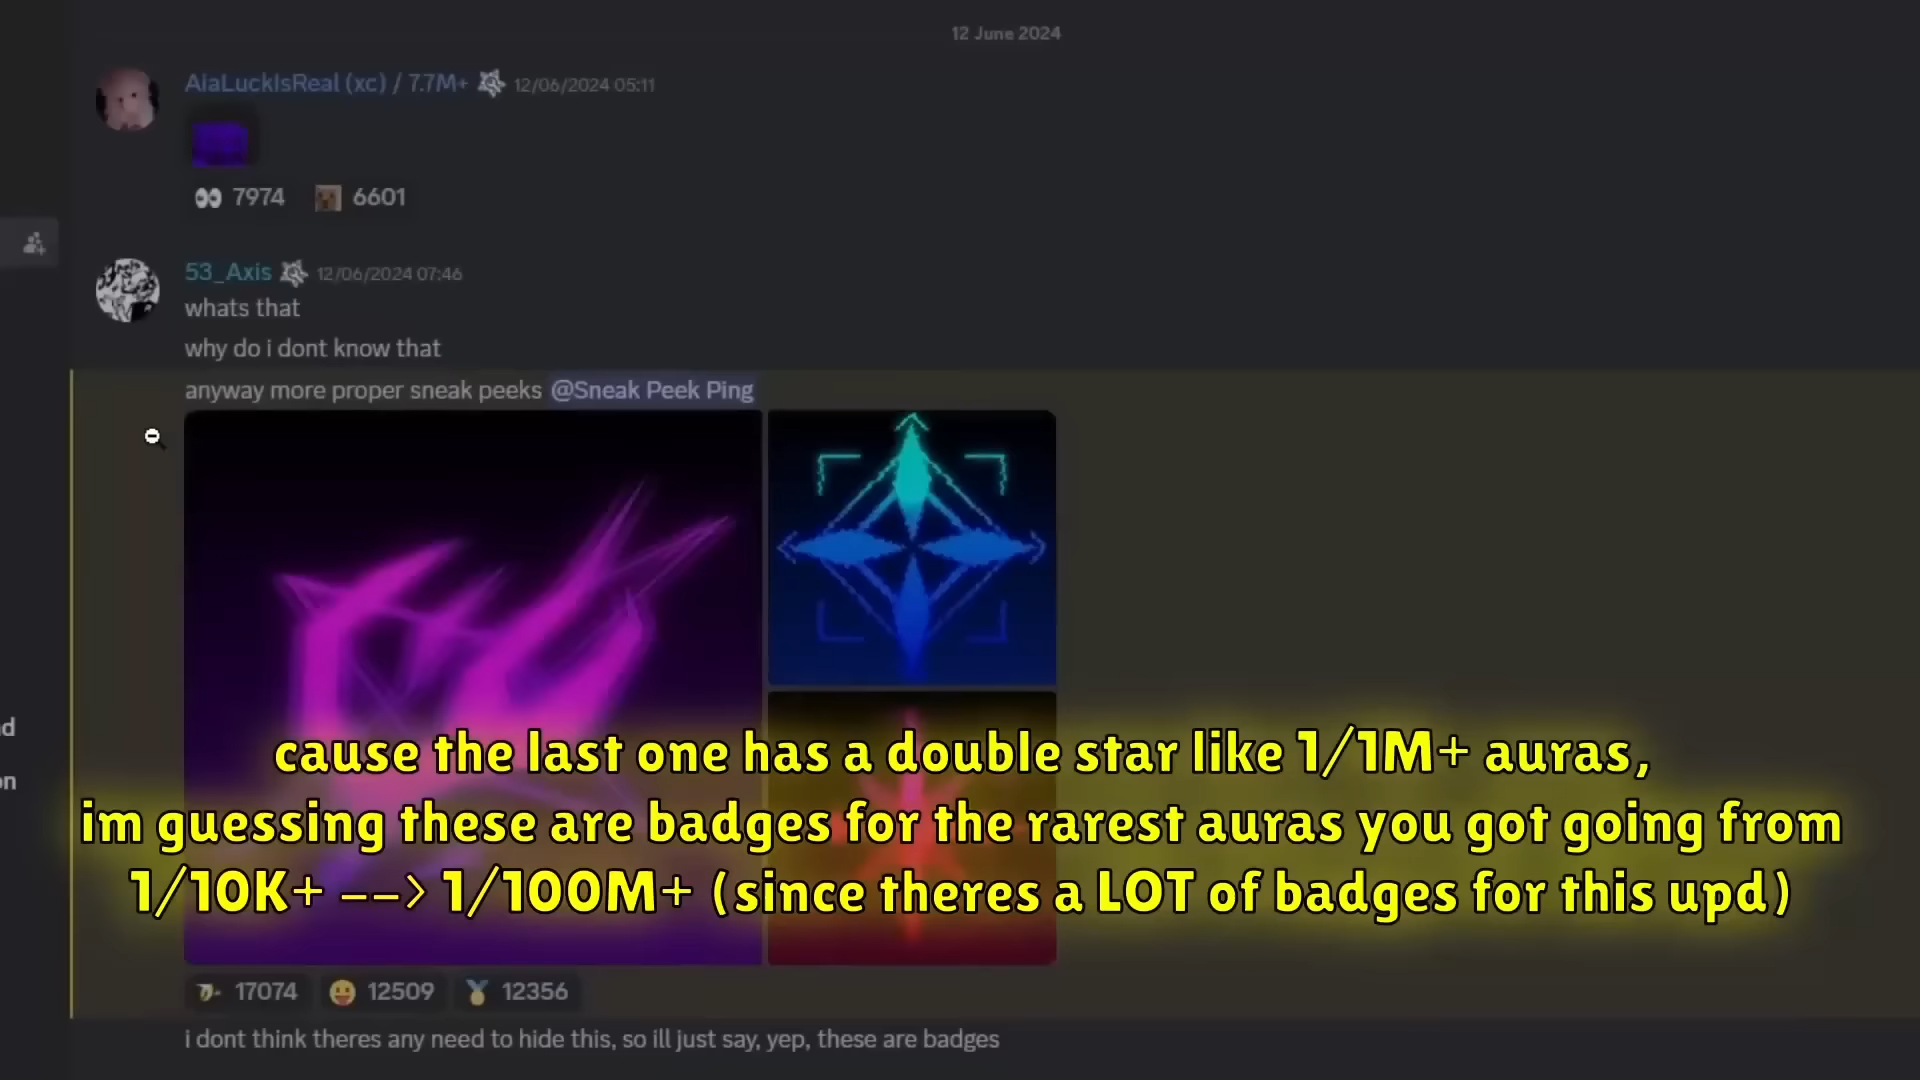 12 June 2024
AiaLuckIsReal (xc) / 7.7M+ 12/06/2024 05:11
7974 6601
53_Axis 12/06/2024 07:46
whats that
why do i dont know that
anyway more proper sneak peeks @Sneak Peek Ping
cause the last one has a double star like 1/1M+ auras,
im guessing these are badges for the rarest auras you got going from
1/10K+ --> 1/100M+ (since theres a LOT of badges for this upd)
17074 12509 12356
i dont think theres any need to hide this, so ill just say, yep, these are badges